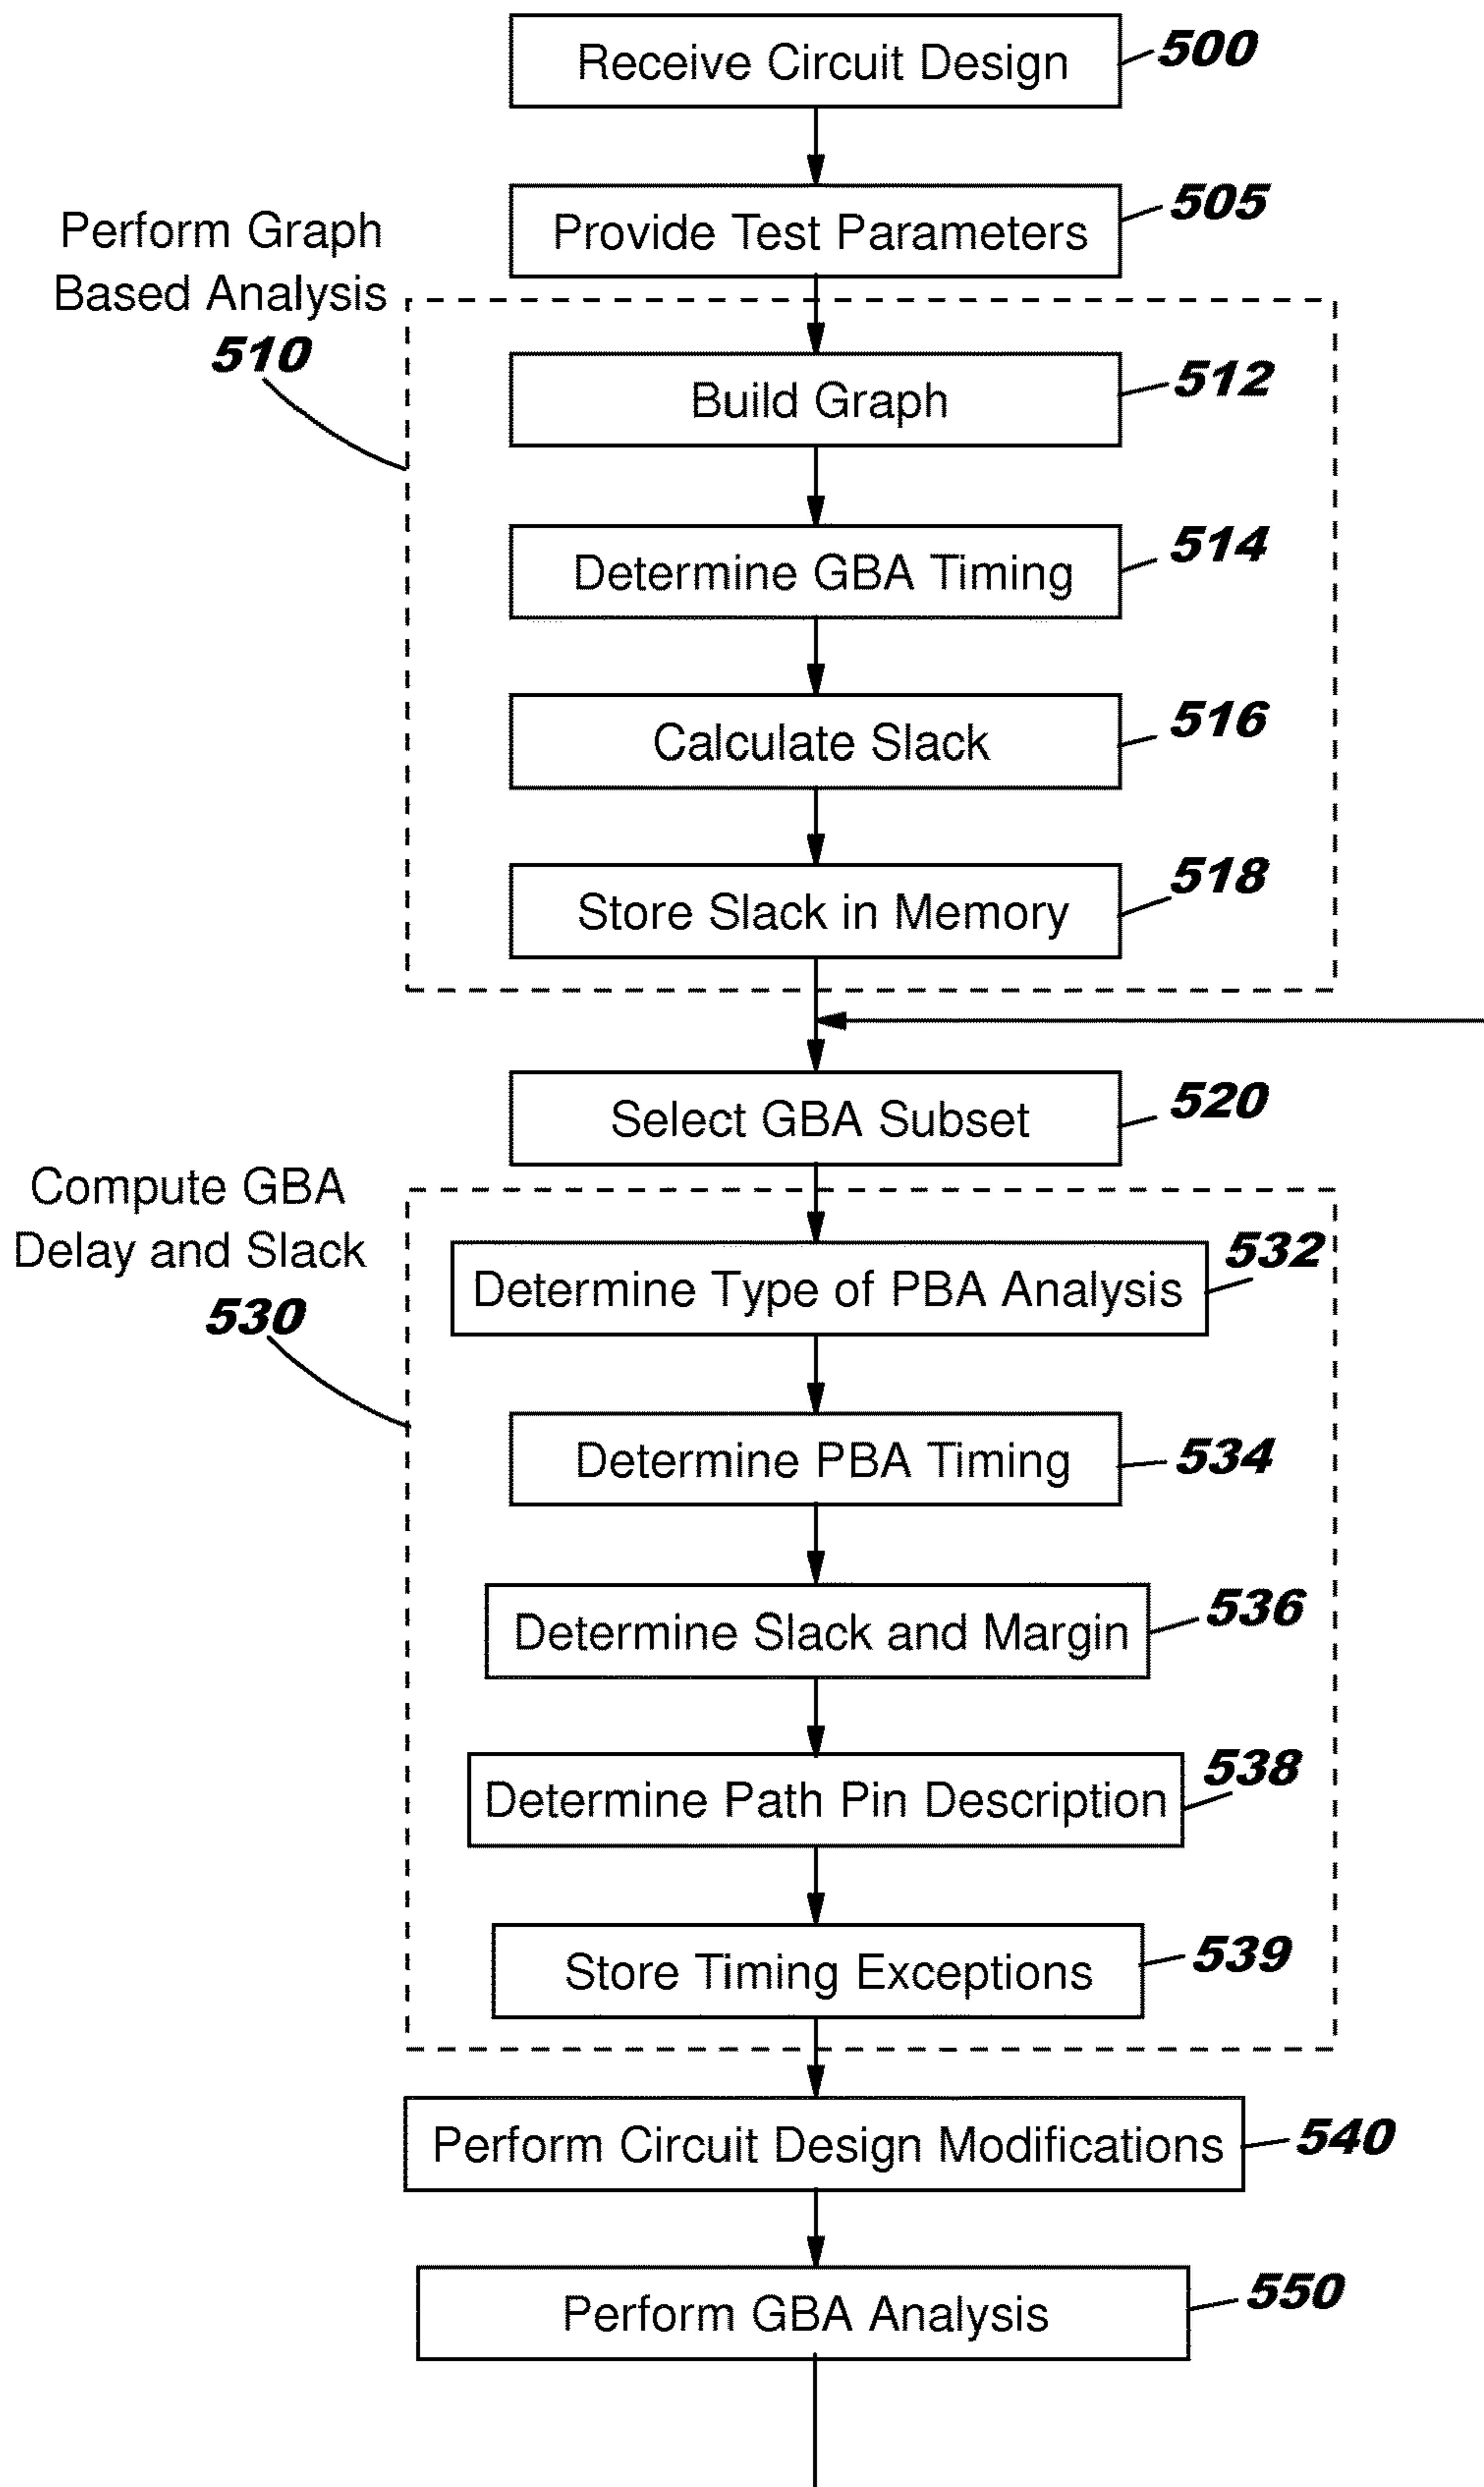 Receive Circuit Design
500
Provide Test Parameters
505
Perform Graph
Based Analysis
510
Build Graph
512
Determine GBA Timing
514
Calculate Slack
516
Store Slack in Memory
518
Select GBA Subset
520
Compute GBA
Delay and Slack
530
Determine Type of PBA Analysis
532
Determine PBA Timing
534
Determine Slack and Margin
536
Determine Path Pin Description
538
Store Timing Exceptions
539
Perform Circuit Design Modifications
540
Perform GBA Analysis
550